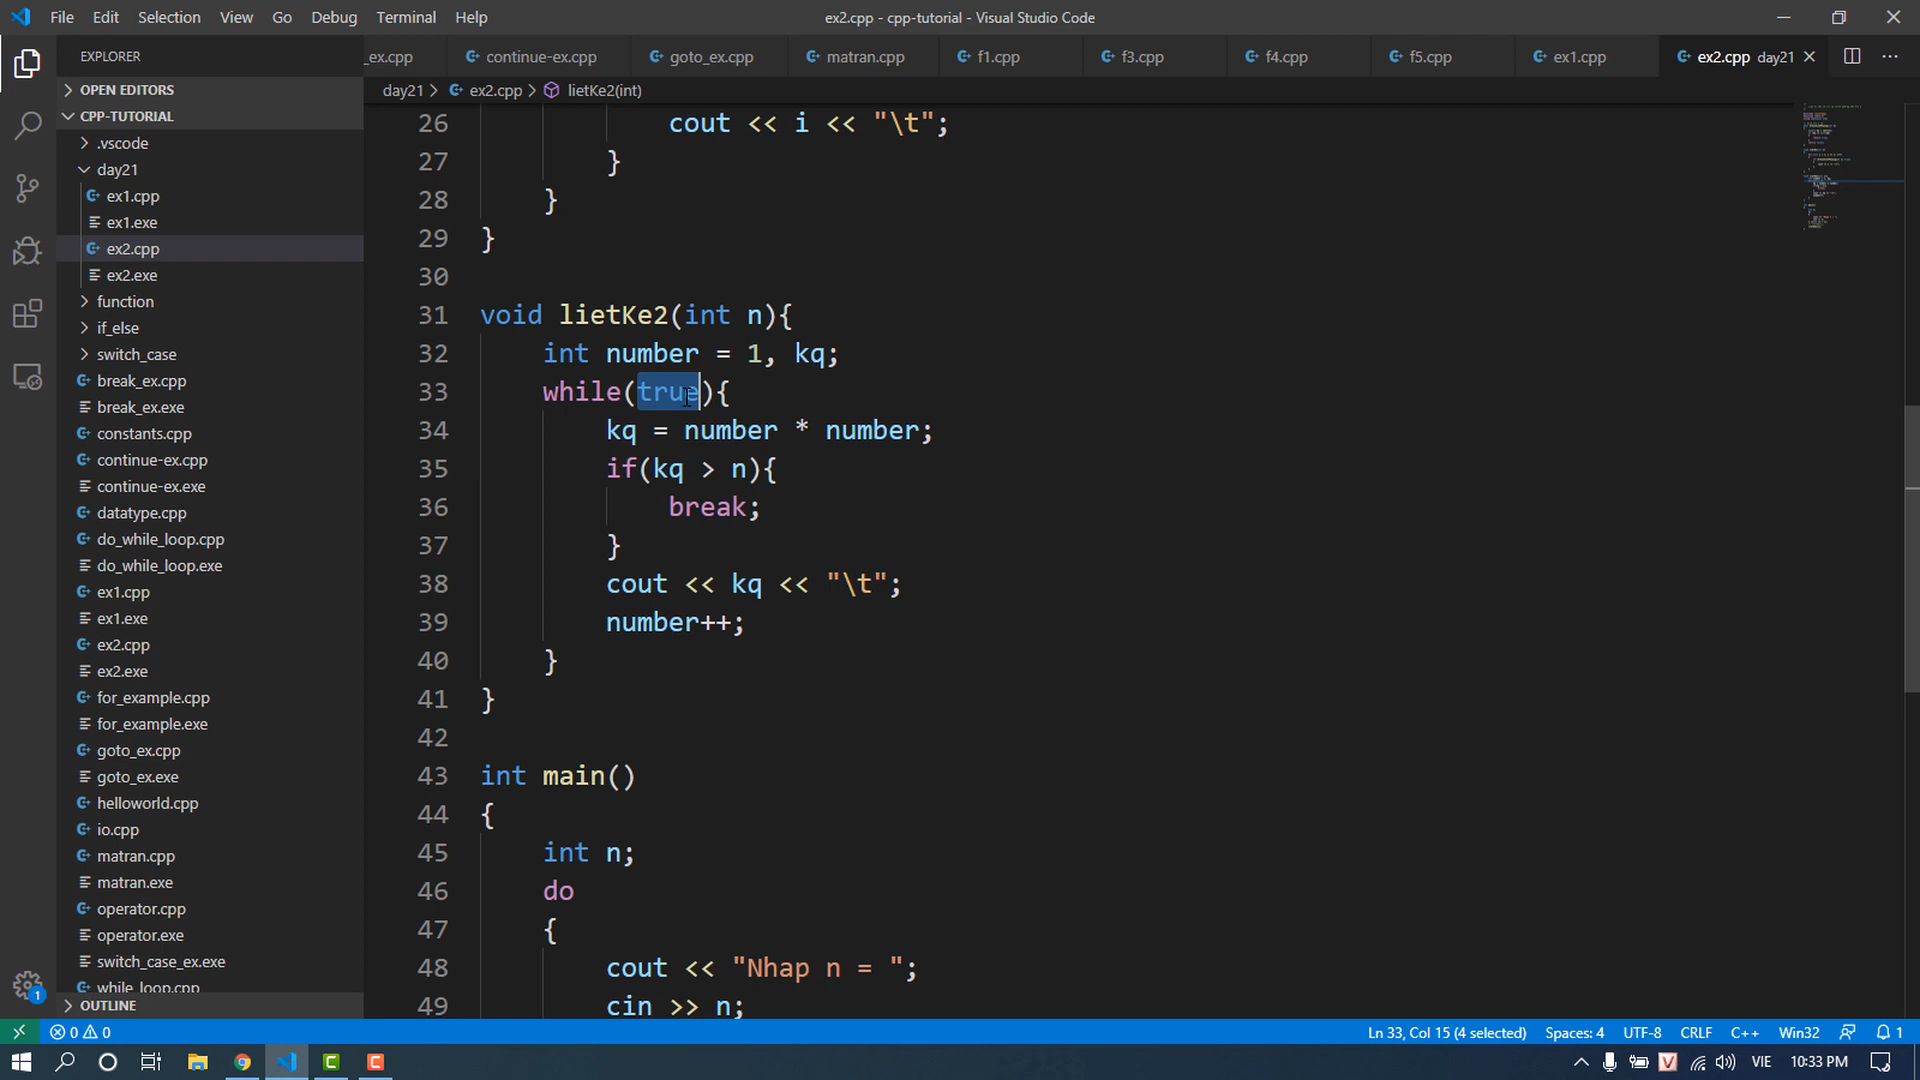 File Edit Selection View Go Debug Terminal Help
ex2.cpp - cpp-tutorial - Visual Studio Code
EXPLORER
_ex.cpp continue-ex.cpp goto_ex.cpp matran.cpp f1.cpp f3.cpp f4.cpp f5.cpp ex1.cpp ex2.cpp day21
OPEN EDITORS
day21 > ex2.cpp > lietKe2(int)
CPP-TUTORIAL
.vscode
day21
ex1.cpp
ex1.exe
ex2.cpp
ex2.exe
function
if_else
switch_case
break_ex.cpp
break_ex.exe
constants.cpp
continue-ex.cpp
continue-ex.exe
datatype.cpp
do_while_loop.cpp
do_while_loop.exe
ex1.cpp
ex1.exe
ex2.cpp
ex2.exe
for_example.cpp
for_example.exe
goto_ex.cpp
goto_ex.exe
helloworld.cpp
io.cpp
matran.cpp
matran.exe
operator.cpp
operator.exe
switch_case_ex.exe
while_loop.cpp
OUTLINE
26 cout << i << "\t";
27 }
28 }
29 }
30
31 void lietKe2(int n){
32 int number = 1, kq;
33 while(true){
34 kq = number * number;
35 if(kq > n){
36 break;
37 }
38 cout << kq << "\t";
39 number++;
40 }
41 }
42
43 int main()
44 {
45 int n;
46 do
47 {
48 cout << "Nhap n = ";
49 cin >> n;
1
0 0
Ln 33, Col 15 (4 selected) Spaces: 4 UTF-8 CRLF C++ Win32 1
VIE 10:33 PM